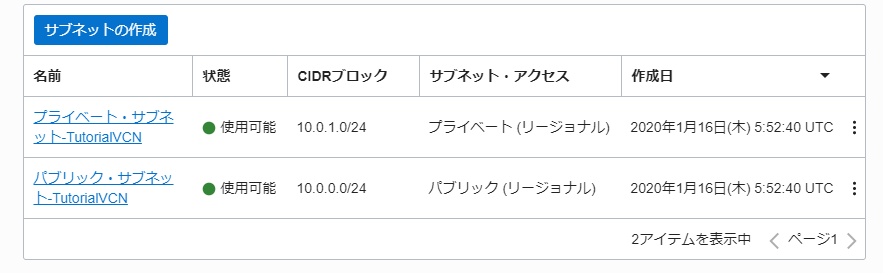 サブネットの作成
名前 状態 CIDRブロック サブネット・アクセス 作成日
プライベート・サブネ
ット-TutorialVCN 使用可能 10.0.1.0/24 プライベート (リージョナル) 2020年1月16日(木) 5:52:40 UTC
パブリック・サブネッ
ト-TutorialVCN 使用可能 10.0.0.0/24 パブリック (リージョナル) 2020年1月16日(木) 5:52:40 UTC
2アイテムを表示中 ページ1